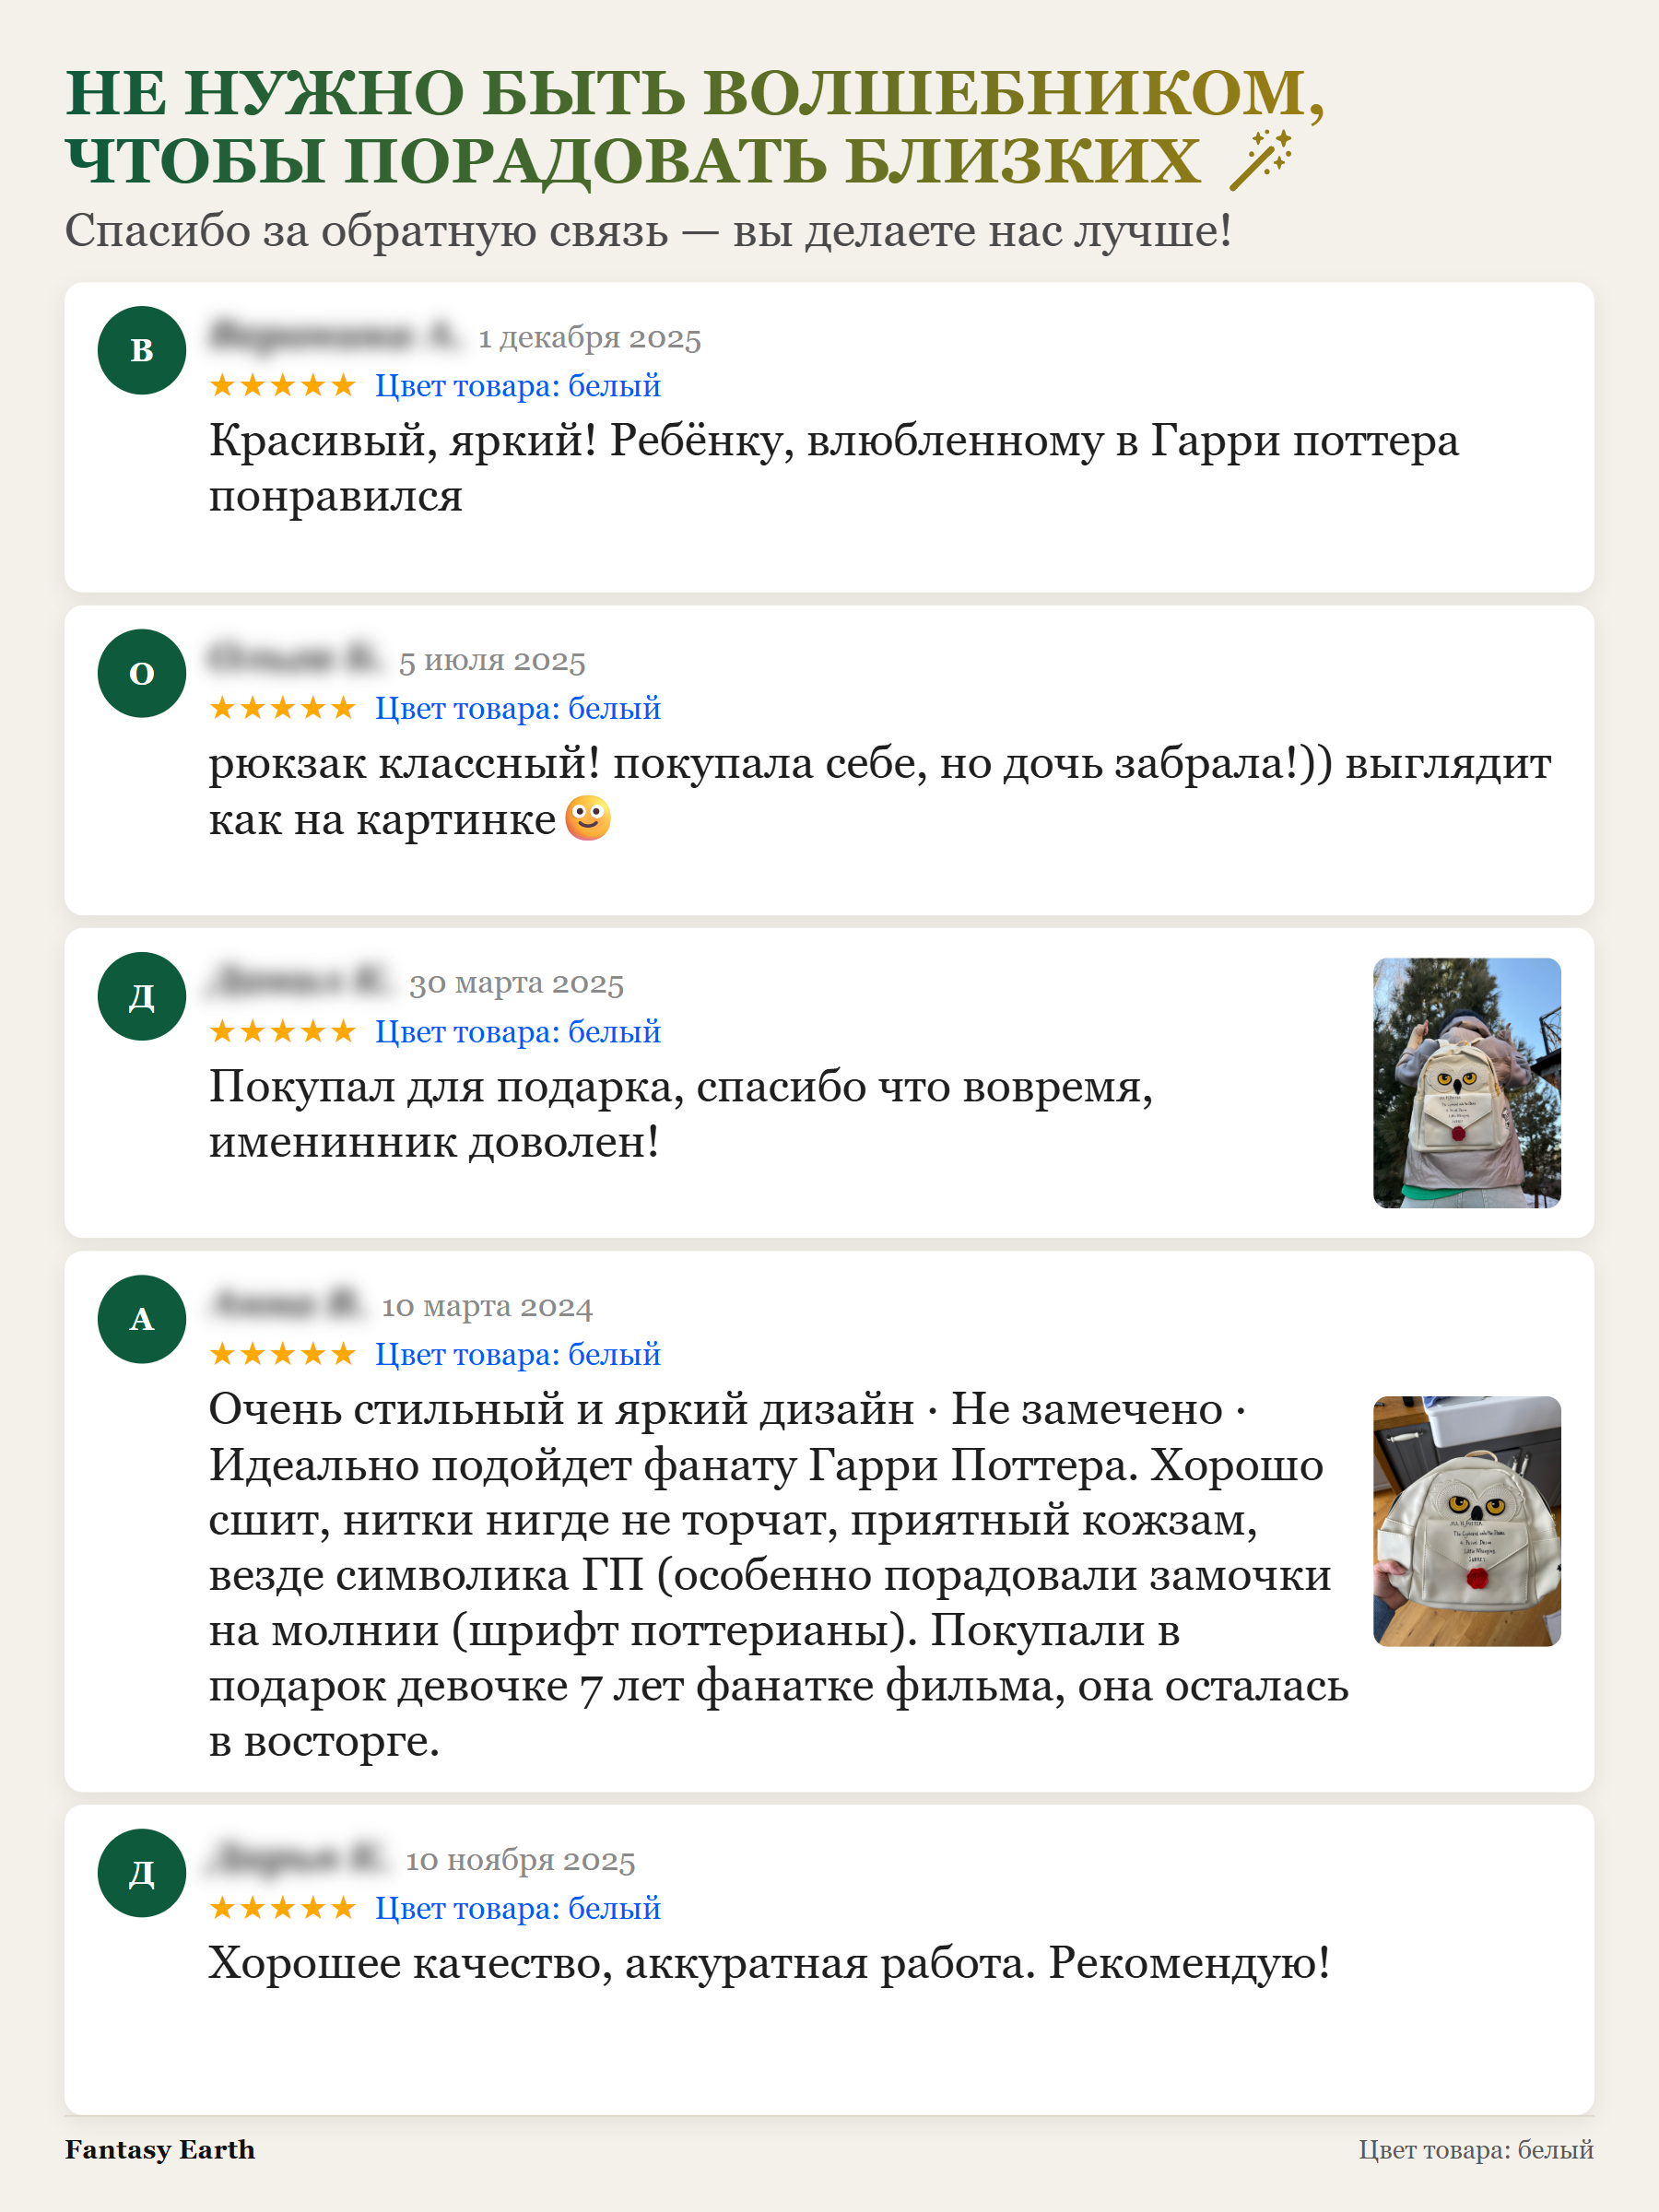 НЕ НУЖНО БЫТЬ ВОЛШЕБНИКОМ,
ЧТОБЫ ПОРАДОВАТЬ БЛИЗКИХ
Спасибо за обратную связь — вы делаете нас лучше!
В
1 декабря 2025
★★★★★ Цвет товара: белый
Красивый, яркий! Ребёнку, влюбленному в Гарри поттера
понравился
О
5 июля 2025
★★★★★ Цвет товара: белый
рюкзак классный! покупала себе, но дочь забрала!)) выглядит
как на картинке
Д
30 марта 2025
★★★★★ Цвет товара: белый
Покупал для подарка, спасибо что вовремя,
именинник доволен!
А
10 марта 2024
★★★★★ Цвет товара: белый
Очень стильный и яркий дизайн · Не замечено ·
Идеально подойдет фанату Гарри Поттера. Хорошо
сшит, нитки нигде не торчат, приятный кожзам,
везде символика ГП (особенно порадовали замочки
на молнии (шрифт поттерианы). Покупали в
подарок девочке 7 лет фанатке фильма, она осталась
в восторге.
Д
10 ноября 2025
★★★★★ Цвет товара: белый
Хорошее качество, аккуратная работа. Рекомендую!
Fantasy Earth
Цвет товара: белый